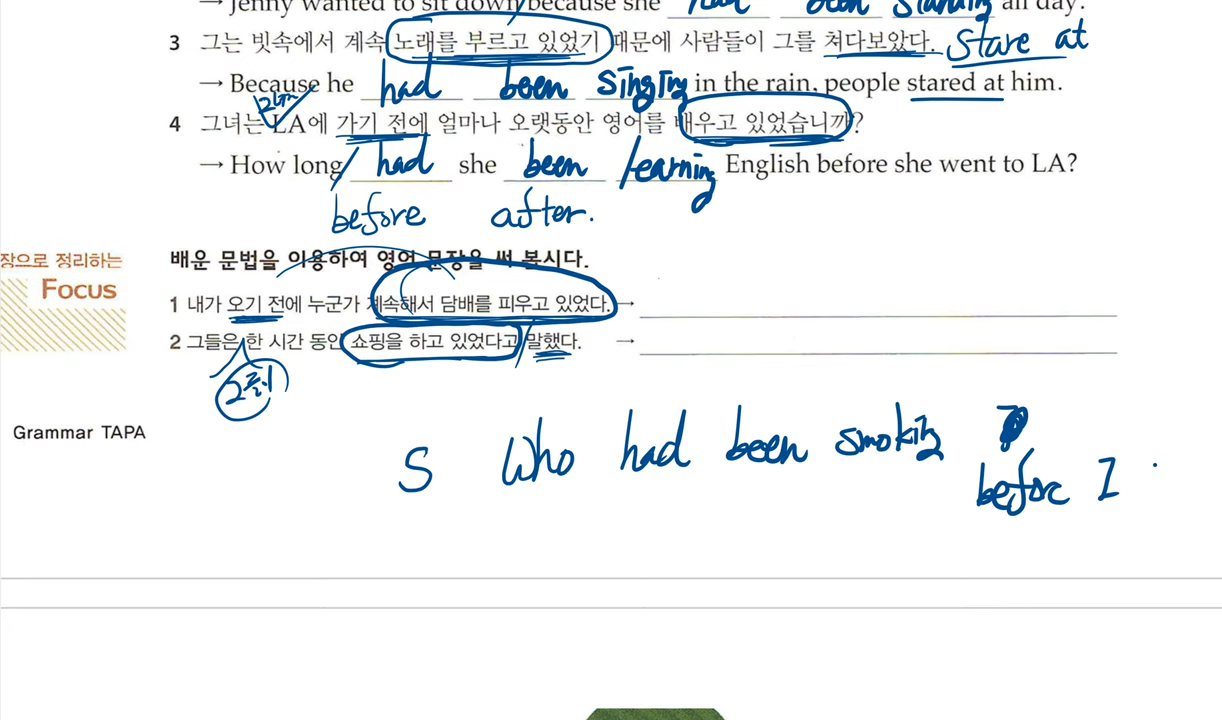 → Jenny wanted to sit down because she had been standing all day.
3 그는 빗속에서 계속 노래를 부르고 있었기 때문에 사람들이 그를 쳐다보았다. stare at
→ Because he had been singing in the rain, people stared at him.
4 그녀는 LA에 가기 전에 얼마나 오랫동안 영어를 배우고 있었습니까?
→ How long had she been learning English before she went to LA?
before after.
장으로 정리하는
Focus
배운 문법을 이용하여 영어 문장을 써 봅시다.
1 내가 오기 전에 누군가 계속해서 담배를 피우고 있었다. →
2 그들은 한 시간 동안 쇼핑을 하고 있었다고 말했다. →
S who had been smoking
before I
Grammar TAPA